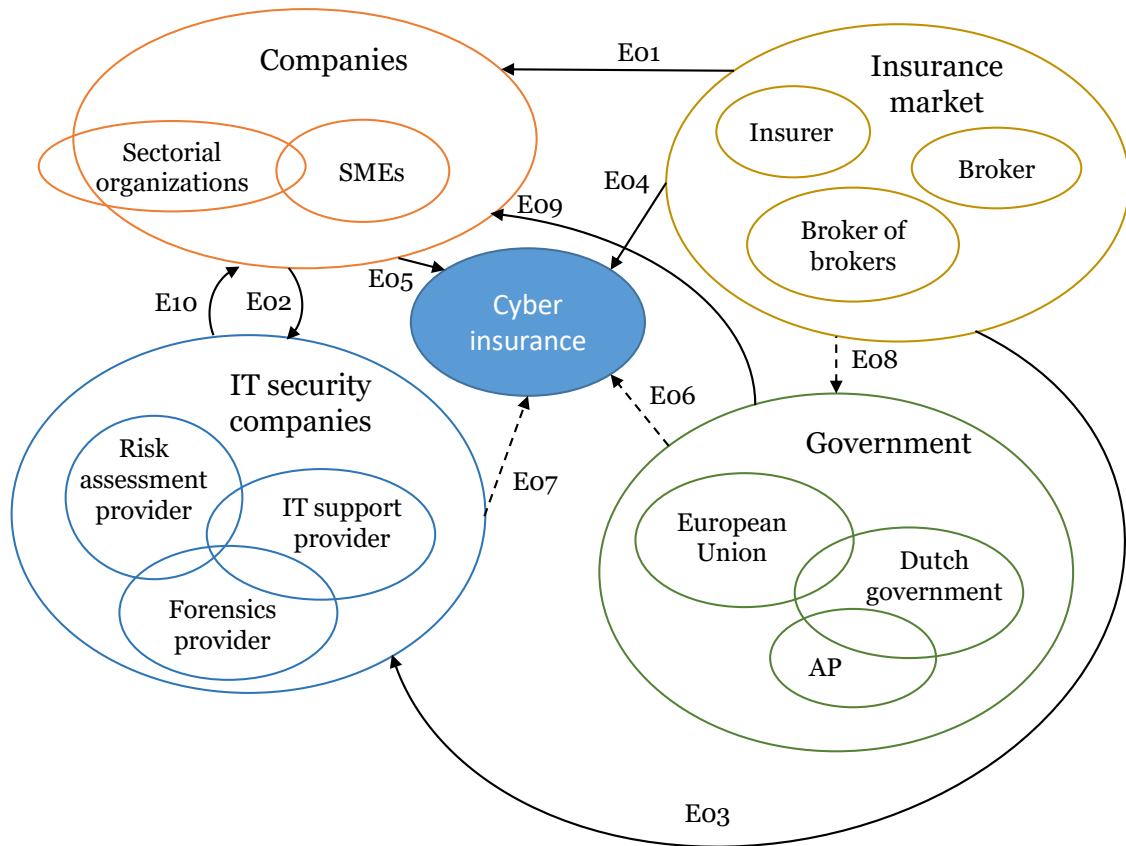 Companies
E01
Insurance
market
Insurer
Broker
Broker of
brokers
Sectorial
organizations
SMEs
E04
E09
E05
E10
E02
Cyber
insurance
E08
E06
E07
IT security
companies
Risk
assessment
provider
IT support
provider
Forensics
provider
Government
European
Union
Dutch
government
AP
E03